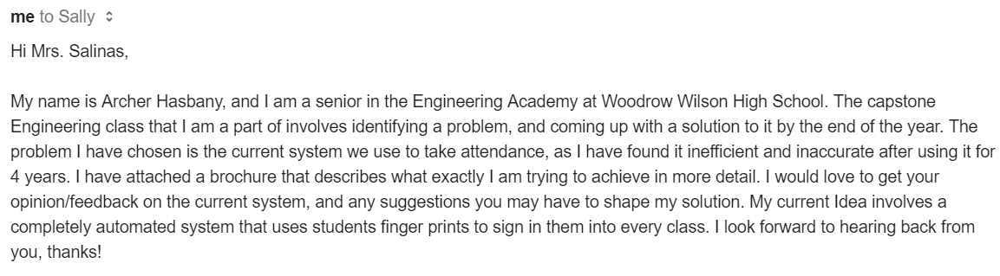 me to Sally
Hi Mrs. Salinas,
My name is Archer Hasbany, and I am a senior in the Engineering Academy at Woodrow Wilson High School. The capstone
Engineering class that I am a part of involves identifying a problem, and coming up with a solution to it by the end of the year. The
problem I have chosen is the current system we use to take attendance, as I have found it inefficient and inaccurate after using it for
4 years. I have attached a brochure that describes what exactly I am trying to achieve in more detail. I would love to get your
opinion/feedback on the current system, and any suggestions you may have to shape my solution. My current Idea involves a
completely automated system that uses students finger prints to sign in them into every class. I look forward to hearing back from
you, thanks!